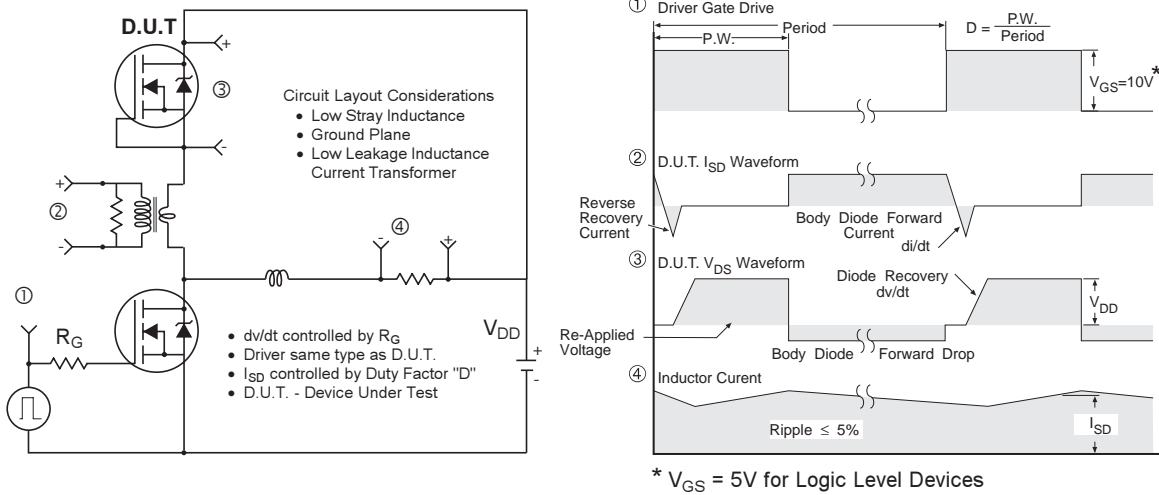 D.U.T
+
③
-
Circuit Layout Considerations
• Low Stray Inductance
• Ground Plane
• Low Leakage Inductance
Current Transformer
+
②
-
④
- +
①
R_G
• dv/dt controlled by R_G
• Driver same type as D.U.T.
• I_SD controlled by Duty Factor "D"
• D.U.T. - Device Under Test
V_DD
+
-
① Driver Gate Drive
Period
P.W.
D = P.W. / Period
V_GS=10V *
② D.U.T. I_SD Waveform
Reverse
Recovery
Current
Body Diode Forward
Current
di/dt
③ D.U.T. V_DS Waveform
Diode Recovery
dv/dt
V_DD
Re-Applied
Voltage
Body Diode Forward Drop
④ Inductor Curent
Ripple ≤ 5%
I_SD
* V_GS = 5V for Logic Level Devices